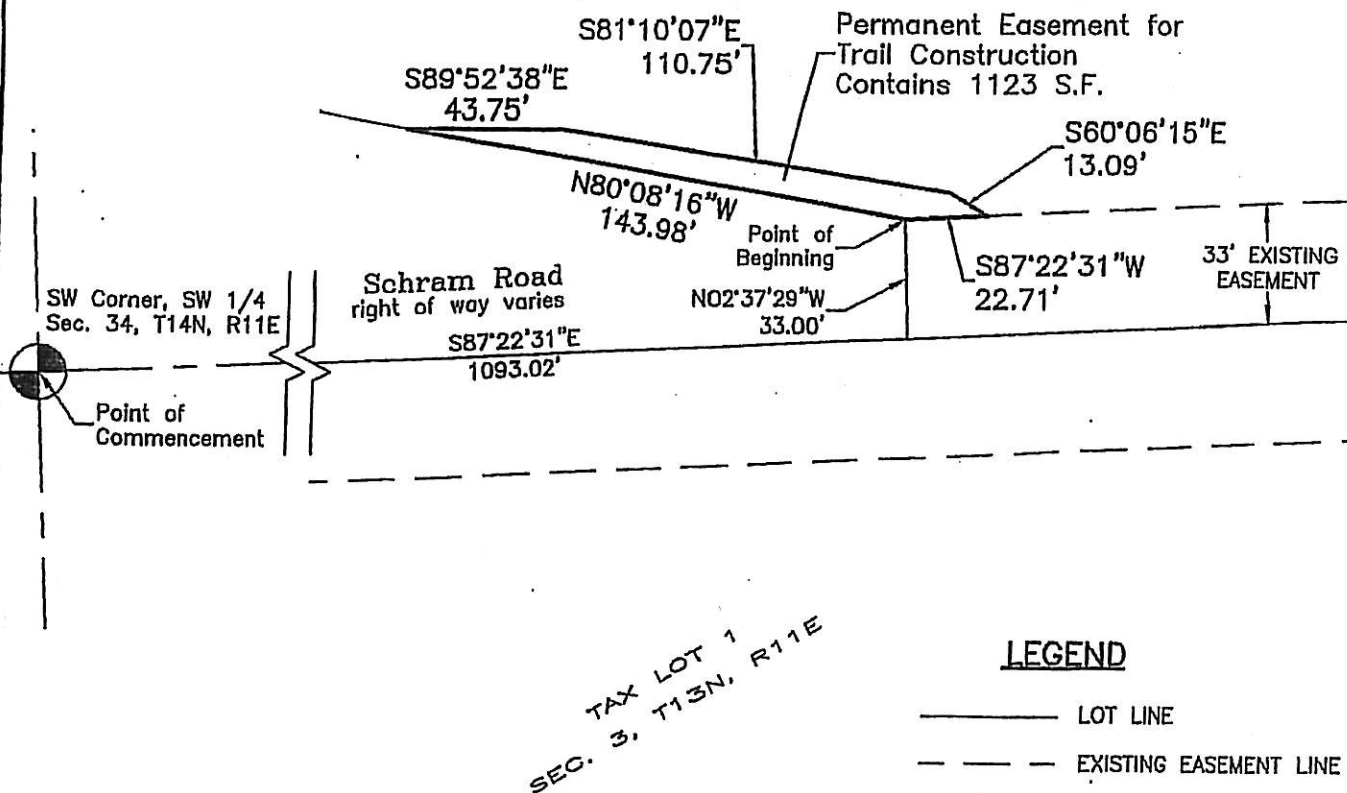 S81°10'07"E
110.75'
Permanent Easement for
Trail Construction
Contains 1123 S.F.
S89°52'38"E
43.75'
S60°06'15"E
13.09'
N80°08'16"W
143.98'
Point of
Beginning
S87°22'31"W
22.71'
33' EXISTING
EASEMENT
SW Corner, SW 1/4
Sec. 34, T14N, R11E
Schram Road
right of way varies
N02°37'29"W
33.00'
S87°22'31"E
1093.02'
Point of
Commencement
TAX LOT 1
SEC. 3, T13N, R11E
LEGEND
LOT LINE
EXISTING EASEMENT LINE